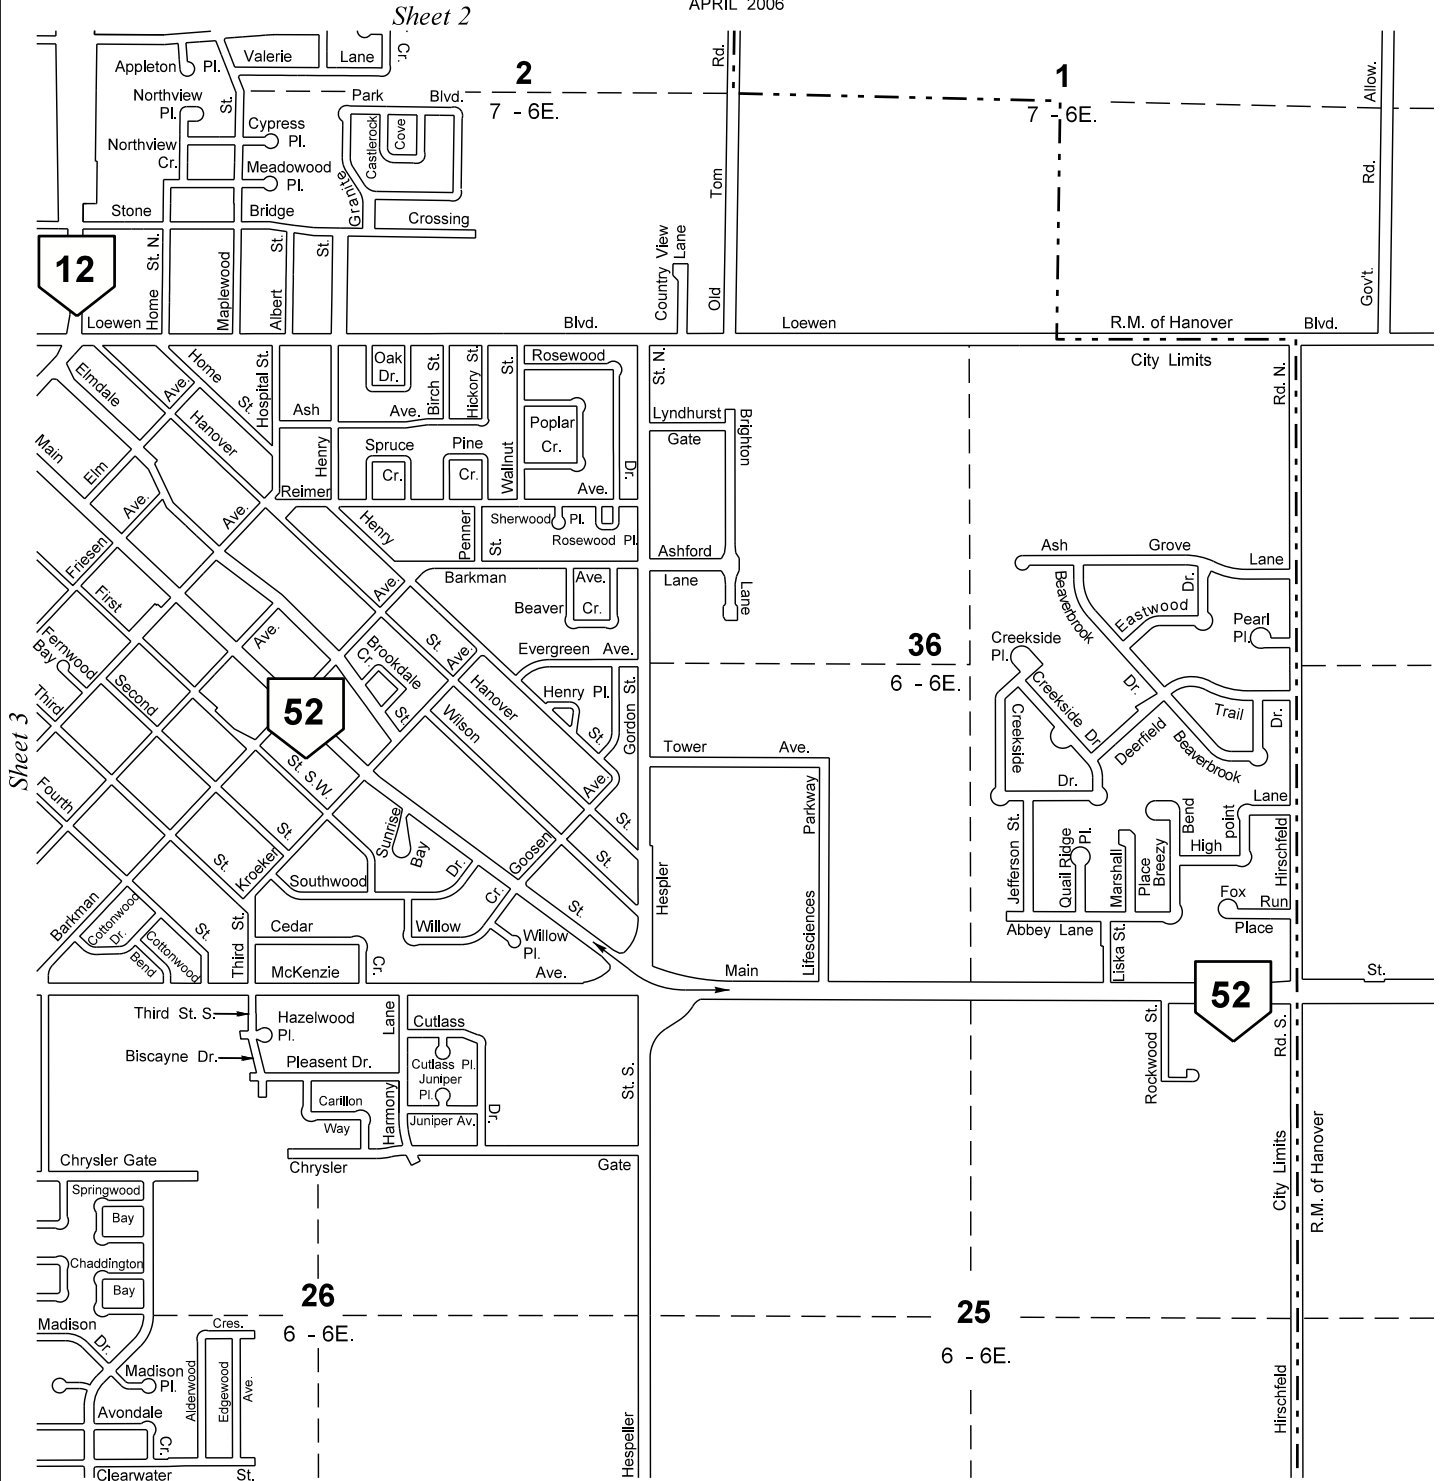 APRIL 2006
Sheet 2
Valerie Lane
Cr.
Appleton Pl.
Northview
Pl.
St.
Northview
Cr.
Cypress
Pl.
Meadowood
Pl.
Park Blvd.
Castlerock
Cove
Granite
Crossing
Stone Bridge
2
7 - 6E.
1
7 - 6E.
Rd.
Tom
Old
Allow.
Rd.
Gov't.
12
Home St. N.
Maplewood
Albert St.
St.
Country View
Lane
Loewen Blvd. Loewen Blvd.
R.M. of Hanover
City Limits
Elmdale
Ave.
Home
St.
Hospital St.
Hanover
Ash Ave.
Oak
Dr.
Birch St.
Hickory St.
St.
Wallnut
Rosewood
Dr.
Poplar
Cr.
Spruce
Cr.
Pine
Cr.
Henry
Reimer Ave.
St. N.
Lyndhurst
Gate
Brighton
Lane
Ashford
Lane
Rd. N.
Main
Elm
Ave.
Ave.
Friesen
First
Henry
Ave.
Penner
St.
Sherwood Pl.
Rosewood Pl.
Barkman Ave.
Beaver
Cr.
Evergreen Ave.
Henry Pl.
St.
Gordon St.
Fernwood
Bay
Third
Second
Ave.
Brookdale
Cr.
St.
St.
Ave.
Hanover
Wilson
Sheet 3
52
St. S.W.
Fourth
St.
St.
Kroeker
Sunrise
Bay
Southwood
Dr.
Goosen
Ave.
St.
St.
St.
Cr.
Barkman
Cottonwood
Dr.
Bend
Cottonwood
St.
Third St.
Cedar
Cr.
McKenzie Ave.
Willow
Willow
Pl.
Tower Ave.
Parkway
Lifesciences
Hespler
Main St.
36
6 - 6E.
Ash Grove Lane
Beaverbrook
Dr.
Eastwood
Dr.
Pearl
Pl.
Creekside
Pl.
Creekside Dr
Creekside
Dr.
Deerfield
Trail
Dr.
Beaverbrook
Jefferson St.
Quail Ridge
Pl.
Marshall
Place
Breezy
Bend
High
point
Lane
Hirschfeld
Fox
Run
Place
Abbey Lane
Liska St.
52
Third St. S.
Hazelwood
Pl.
Biscayne Dr.
Pleasent Dr.
Lane
Harmony
Cutlass
Dr.
Cutlass Pl.
Juniper
Pl.
Juniper Av.
Carillon
Way
Chrysler Gate
St. S.
Rockwood St.
Rd. S.
City Limits
R.M. of Hanover
Chrysler Gate
Springwood
Bay
Chaddington
Bay
Madison
Dr.
Madison
Pl.
Avondale
Cr.
Clearwater St.
Cres.
Alderwood
Edgewood
Ave.
26
6 - 6E.
25
6 - 6E.
Hespeller
Hirschfeld